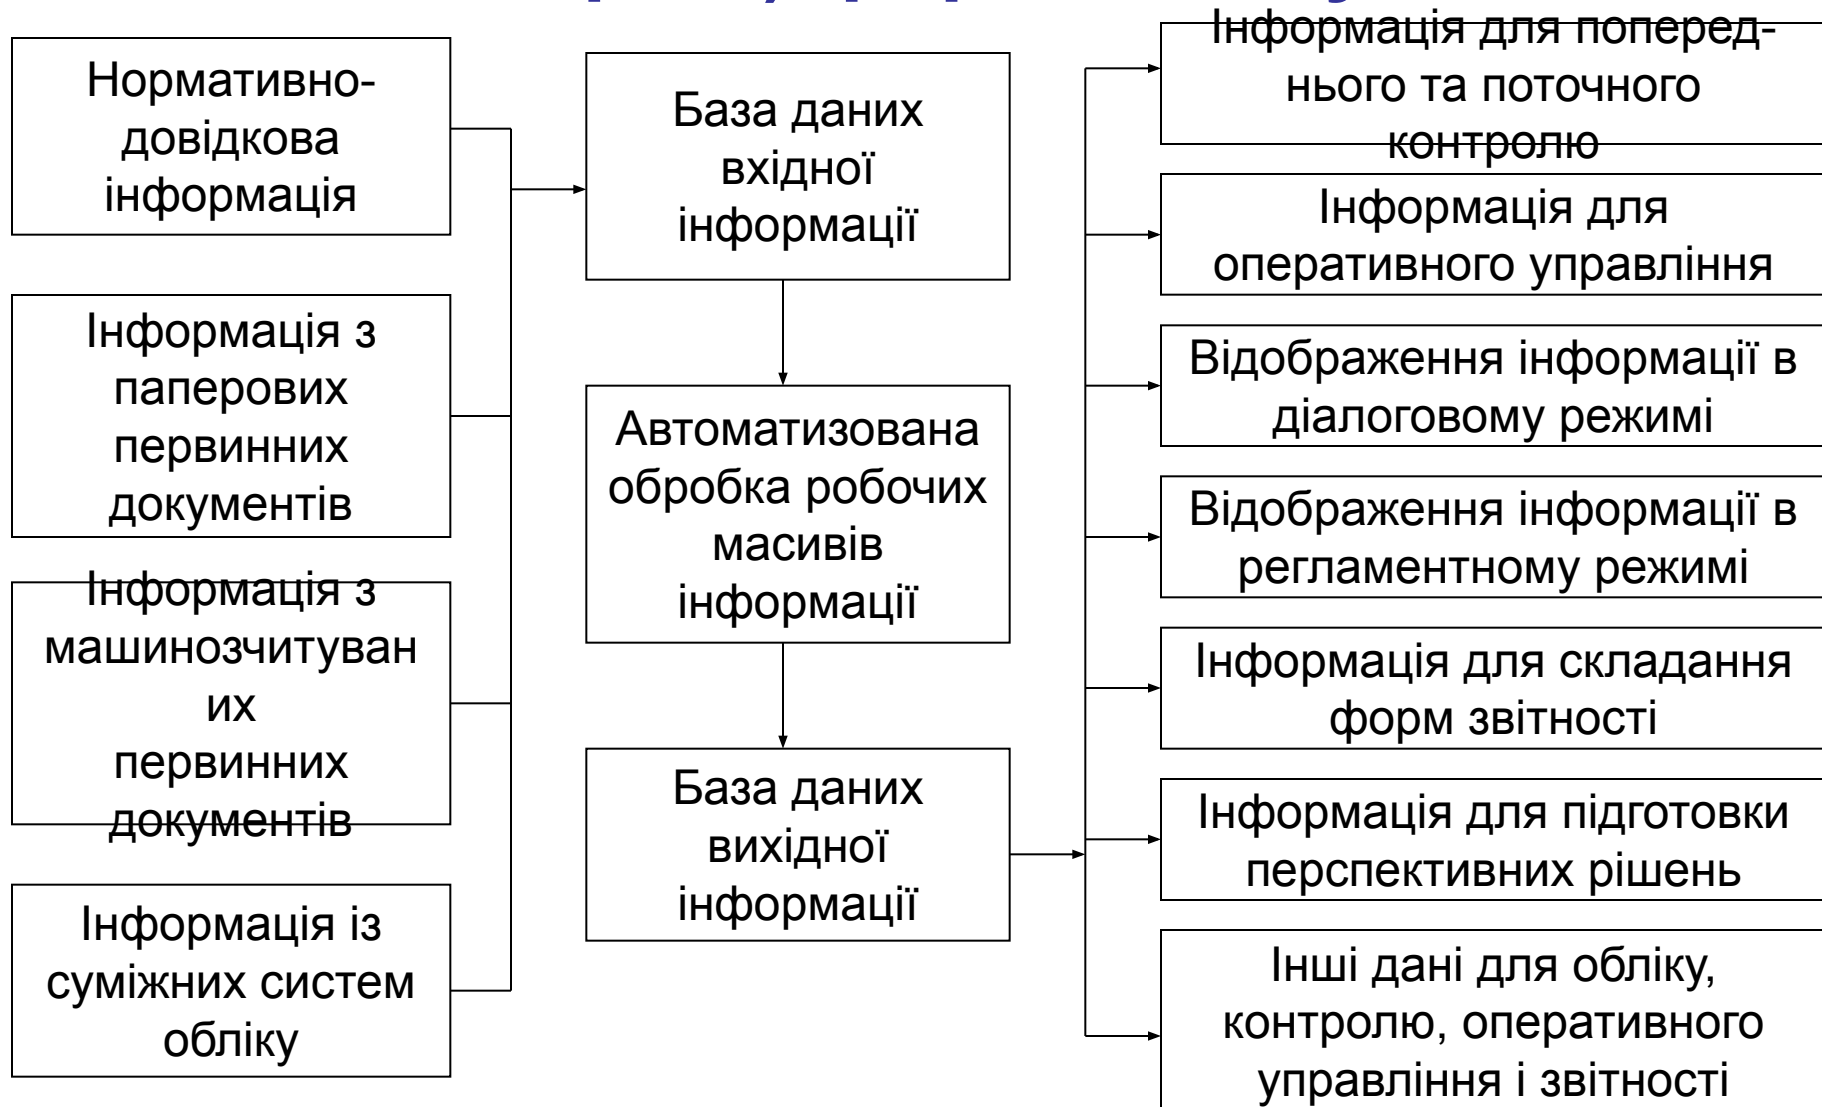 Нормативно-
довідкова
інформація
Інформація з
паперових
первинних
документів
Інформація з
машинозчитуван
их
первинних
документів
Інформація із
суміжних систем
обліку
База даних
вхідної
інформації
Автоматизована
обробка робочих
масивів
інформації
База даних
вихідної
інформації
Інформація для поперед-
нього та поточного
контролю
Інформація для
оперативного управління
Відображення інформації в
діалоговому режимі
Відображення інформації в
регламентному режимі
Інформація для складання
форм звітності
Інформація для підготовки
перспективних рішень
Інші дані для обліку,
контролю, оперативного
управління і звітності